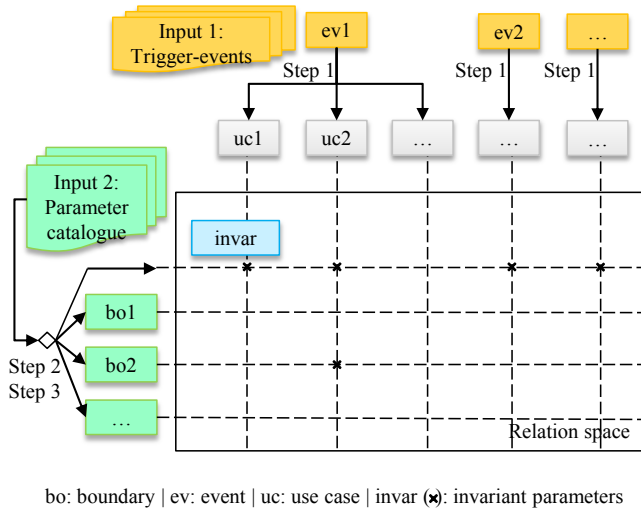 Input 1:
Trigger-events
ev1
ev2
…
Step 1
Step 1
Step 1
uc1
uc2
…
…
…
Input 2:
Parameter
catalogue
invar
bo1
bo2
…
Step 2
Step 3
Relation space
bo: boundary | ev: event | uc: use case | invar (×): invariant parameters